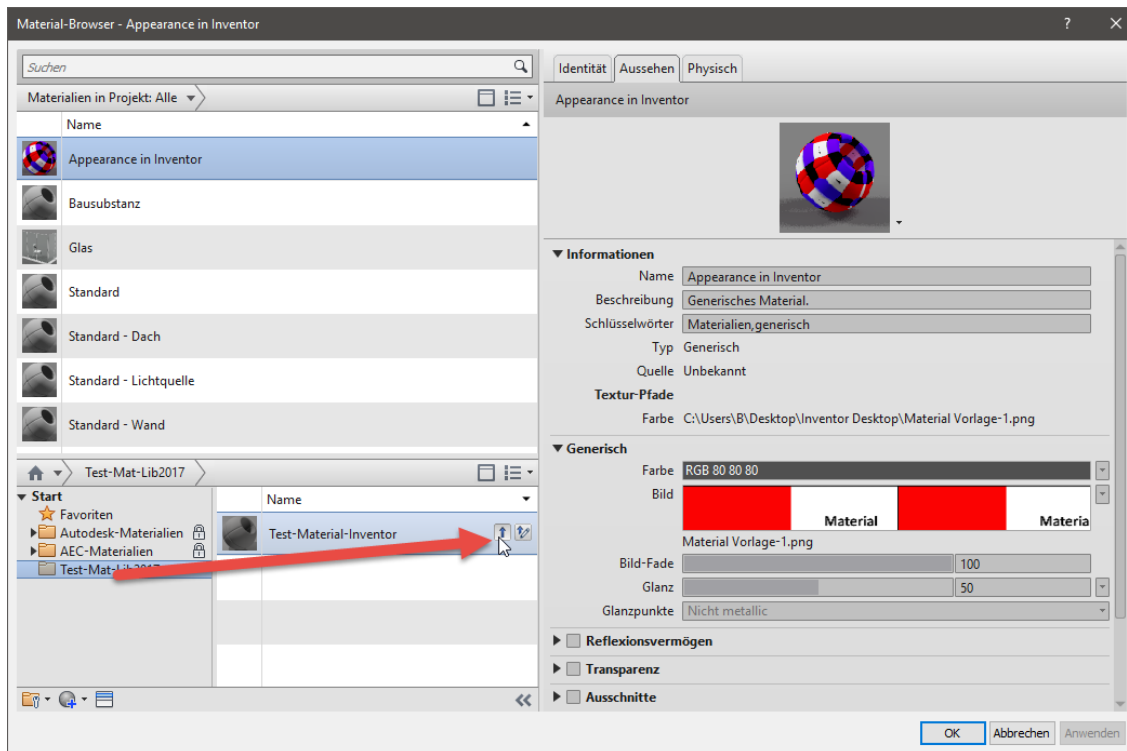 Material-Browser - Appearance in Inventor
?
Suchen
Materialien in Projekt: Alle
Name
Appearance in Inventor
Bausubstanz
Glas
Standard
Standard - Dach
Standard - Lichtquelle
Standard - Wand
Test-Mat-Lib2017
Start
Favoriten
Autodesk-Materialien
AEC-Materialien
Test-Mat-Lib2017
Name
Test-Material-Inventor
Identität Aussehen Physisch
Appearance in Inventor
Informationen
Name Appearance in Inventor
Beschreibung Generisches Material.
Schlüsselwörter Materialien,generisch
Typ Generisch
Quelle Unbekannt
Textur-Pfade
Farbe C:\Users\B\Desktop\Inventor Desktop\Material Vorlage-1.png
Generisch
Farbe RGB 80 80 80
Bild
Material Materia
Material Vorlage-1.png
Bild-Fade 100
Glanz 50
Glanzpunkte Nicht metallic
Reflexionsvermögen
Transparenz
Ausschnitte
OK Abbrechen Anwenden